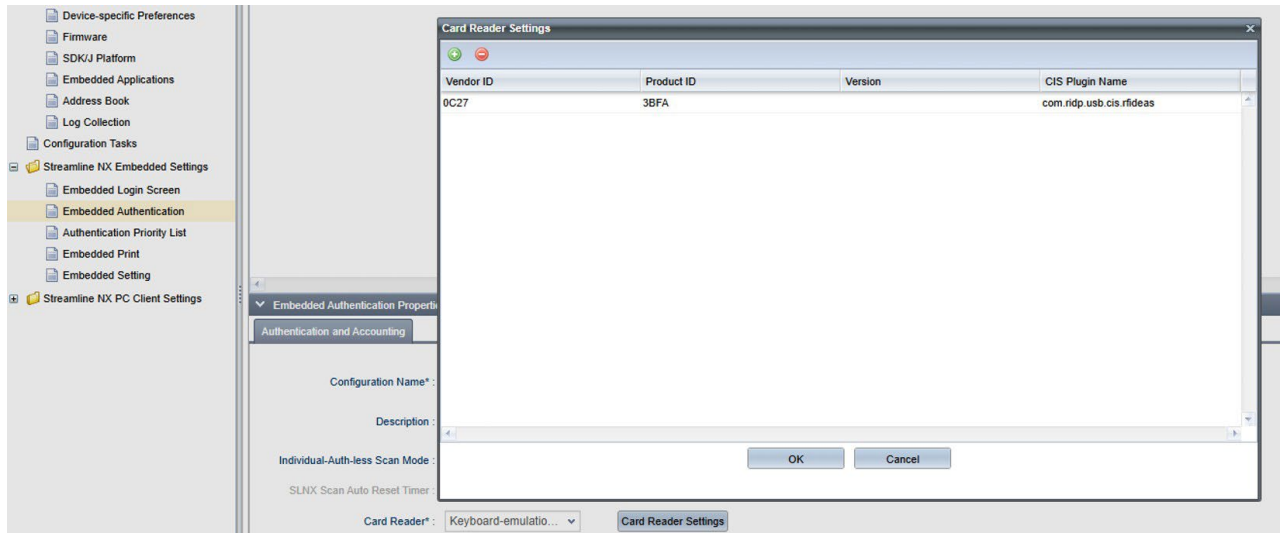 Device-specific Preferences
Firmware
SDK/J Platform
Embedded Applications
Address Book
Log Collection
Configuration Tasks
Streamline NX Embedded Settings
Embedded Login Screen
Embedded Authentication
Authentication Priority List
Embedded Print
Embedded Setting
Streamline NX PC Client Settings
Card Reader Settings
Vendor ID Product ID Version CIS Plugin Name
0C27 3BFA com.ridp.usb.cis.rfideas
OK Cancel
Embedded Authentication Properti
Authentication and Accounting
Configuration Name* :
Description :
Individual-Auth-less Scan Mode :
SLNX Scan Auto Reset Timer :
Card Reader* : Keyboard-emulatio... Card Reader Settings